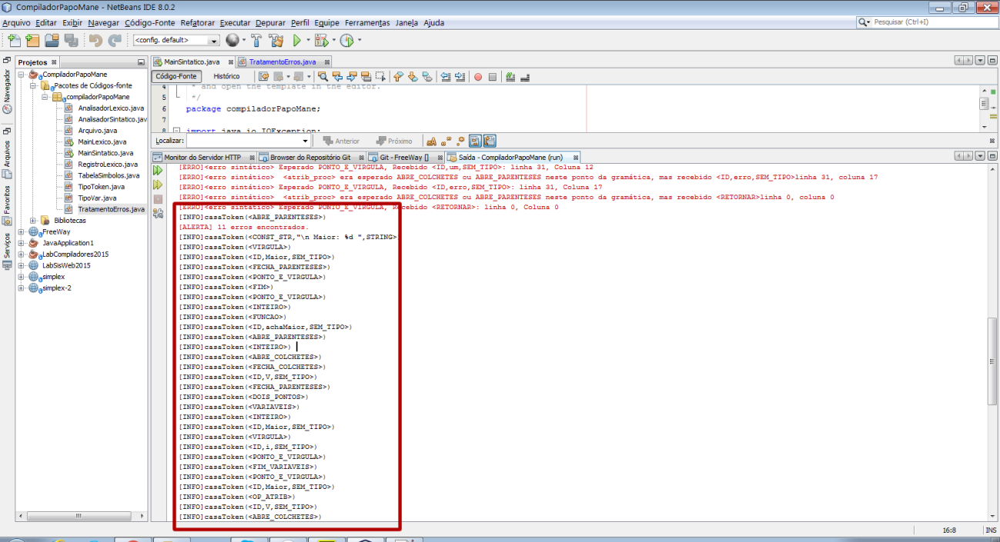 CompiladorPapoMane - NetBeans IDE 8.0.2
Arquivo Editar Exibir Navegar Código-Fonte Refatorar Executar Depurar Perfil Equipe Ferramentas Janela Ajuda
Pesquisar (Ctrl+I)
<config. default>
Projetos
MainSintatico.java
TratamentoErros.java
Navegador
Arquivos
Favoritos
Serviços
CompiladorPapoMane
Pacotes de Códigos-fonte
compiladorPapoMane
AnalisadorLexico.java
AnalisadorSintatico.jav
Arquivo.java
MainLexico.java
MainSintatico.java
RegistroLexico.java
TabelaSimbolos.java
TipoToken.java
TipoVar.java
TratamentoErros.java
Bibliotecas
FreeWay
JavaApplication1
LabCompiladores2015
LabSisWeb2015
simplex
simplex-2
Código-Fonte Histórico
4 * and open the template in the editor.
5 */
6 package compiladorPapoMane;
7
8 import java.io.IOException;
Localizar: Anterior Próximo
Monitor do Servidor HTTP
Browser do Repositório Git
Git - FreeWay []
Saída - CompiladorPapoMane (run)
[ERRO]<erro sintático> Esperado PONTO_E_VIRGULA, Recebido <ID,um,SEM_TIPO>: linha 31, Coluna 12
[ERRO]<erro sintático>  <atrib_proc> era esperado ABRE_COLCHETES ou ABRE_PARENTESES neste ponto da gramática, mas recebido <ID,erro,SEM_TIPO>linha 31, coluna 17
[ERRO]<erro sintático> Esperado PONTO_E_VIRGULA, Recebido <ID,erro,SEM_TIPO>: linha 31, Coluna 17
[ERRO]<erro sintático>  <atrib_proc> era esperado ABRE_COLCHETES ou ABRE_PARENTESES neste ponto da gramática, mas recebido <RETORNAR>linha 0, coluna 0
[ERRO]<erro sintático> Esperado PONTO_E_VIRGULA, Recebido <RETORNAR>: linha 0, Coluna 0
[INFO]casaToken(<ABRE_PARENTESES>)
[ALERTA] 11 erros encontrados.
[INFO]casaToken(<CONST_STR,"\n Maior: %d ",STRING>
[INFO]casaToken(<VIRGULA>)
[INFO]casaToken(<ID,Maior,SEM_TIPO>)
[INFO]casaToken(<FECHA_PARENTESES>)
[INFO]casaToken(<PONTO_E_VIRGULA>)
[INFO]casaToken(<FIM>)
[INFO]casaToken(<PONTO_E_VIRGULA>)
[INFO]casaToken(<INTEIRO>)
[INFO]casaToken(<FUNCAO>)
[INFO]casaToken(<ID,achaMaior,SEM_TIPO>)
[INFO]casaToken(<ABRE_PARENTESES>)
[INFO]casaToken(<INTEIRO>)
[INFO]casaToken(<ABRE_COLCHETES>)
[INFO]casaToken(<FECHA_COLCHETES>)
[INFO]casaToken(<ID,V,SEM_TIPO>)
[INFO]casaToken(<FECHA_PARENTESES>)
[INFO]casaToken(<DOIS_PONTOS>)
[INFO]casaToken(<VARIAVEIS>)
[INFO]casaToken(<INTEIRO>)
[INFO]casaToken(<ID,Maior,SEM_TIPO>)
[INFO]casaToken(<VIRGULA>)
[INFO]casaToken(<ID,i,SEM_TIPO>)
[INFO]casaToken(<PONTO_E_VIRGULA>)
[INFO]casaToken(<FIM_VARIAVEIS>)
[INFO]casaToken(<PONTO_E_VIRGULA>)
[INFO]casaToken(<ID,Maior,SEM_TIPO>)
[INFO]casaToken(<OP_ATRIB>)
[INFO]casaToken(<ID,V,SEM_TIPO>)
[INFO]casaToken(<ABRE_COLCHETES>)
16:8 INS